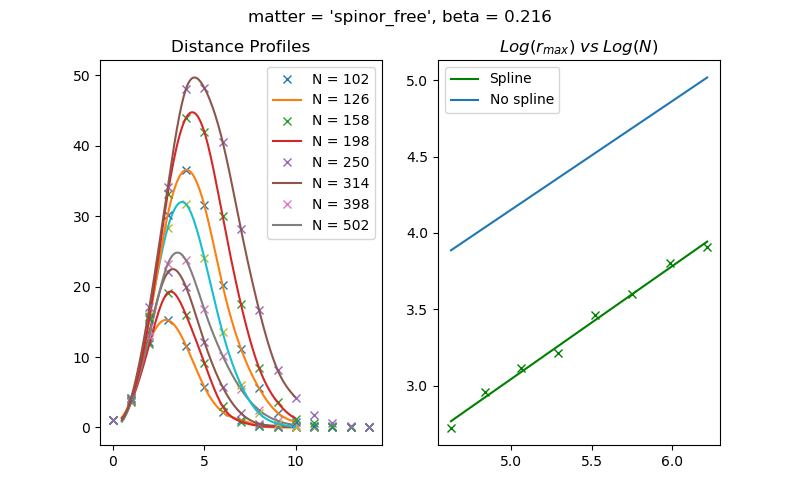 matter = 'spinor_free', beta = 0.216
Distance Profiles
50
40
30
20
10
0
0 5 10
N = 102
N = 126
N = 158
N = 198
N = 250
N = 314
N = 398
N = 502
Log(r_max) vs Log(N)
5.0
4.5
4.0
3.5
3.0
5.0 5.5 6.0
Spline
No spline